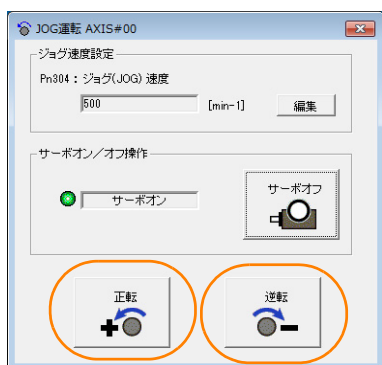 JOG運転 AXIS#00
ジョグ速度設定
Pn304：ジョグ(JOG) 速度
500 [min-1] 編集
サーボオン／オフ操作
サーボオン サーボオフ
正転 逆転